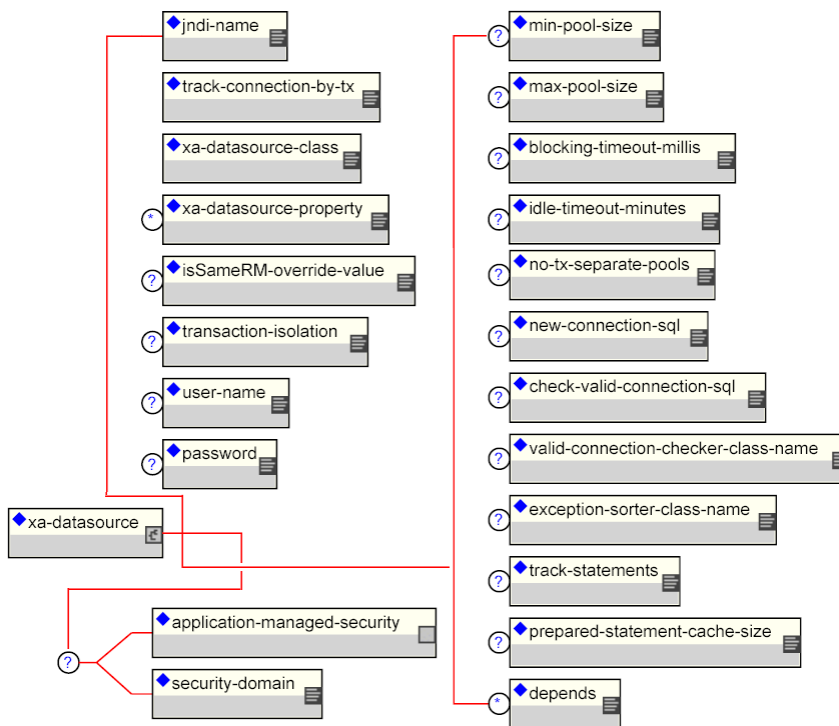 jndi-name
track-connection-by-tx
xa-datasource-class
*
xa-datasource-property
?
isSameRM-override-value
?
transaction-isolation
?
user-name
?
password
xa-datasource
?
application-managed-security
security-domain
?
min-pool-size
?
max-pool-size
?
blocking-timeout-millis
?
idle-timeout-minutes
?
no-tx-separate-pools
?
new-connection-sql
?
check-valid-connection-sql
?
valid-connection-checker-class-name
?
exception-sorter-class-name
?
track-statements
?
prepared-statement-cache-size
*
depends